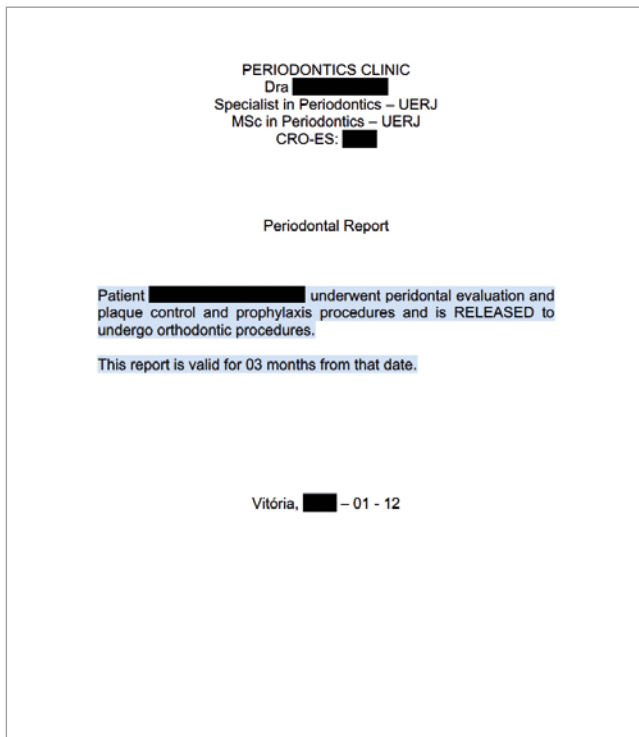 PERIODONTICS CLINIC
Dra
Specialist in Periodontics – UERJ
MSc in Periodontics – UERJ
CRO-ES:
Periodontal Report
Patient underwent peridontal evaluation and
plaque control and prophylaxis procedures and is RELEASED to
undergo orthodontic procedures.
This report is valid for 03 months from that date.
Vitória, – 01 - 12